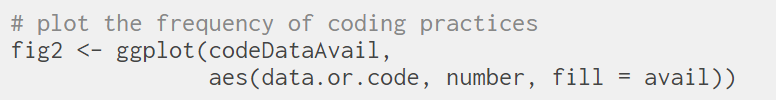 # plot the frequency of coding practices
fig2 <- ggplot(codeDataAvail,
               aes(data.or.code, number, fill = avail))